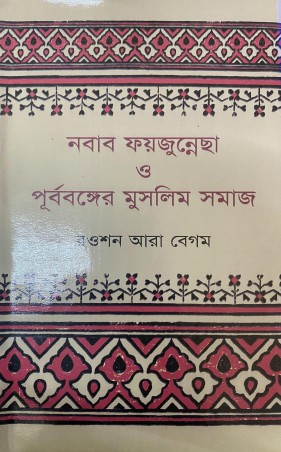 নবাব ফয়জুন্নেছা
ও
পূর্ববঙ্গের মুসলিম সমাজ
রওশন আরা বেগম